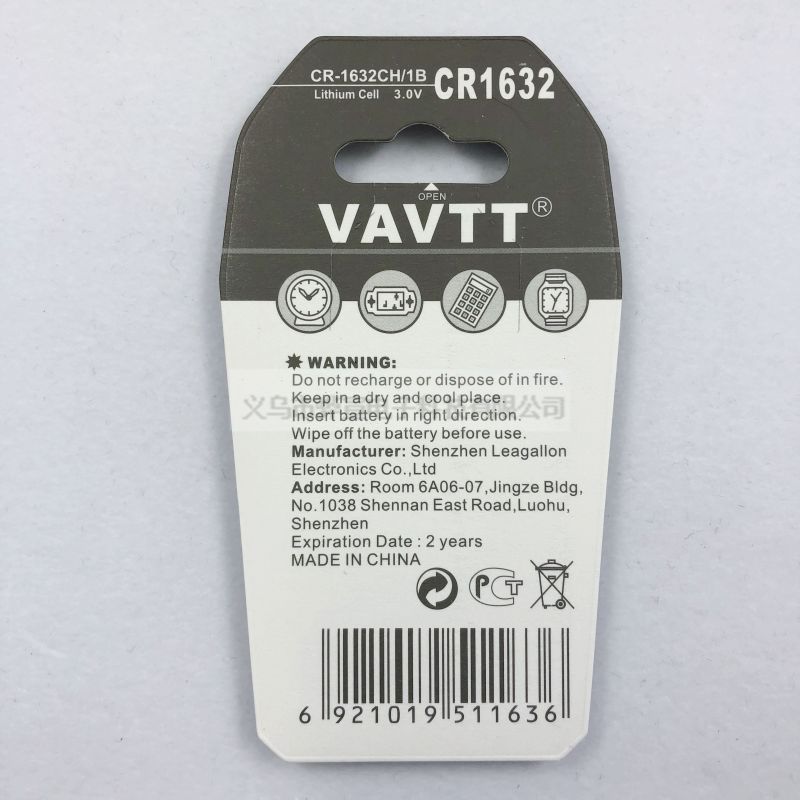 CR-1632CH/1B CR1632
Lithium Cell 3.0V
OPEN
VAVTT®
WARNING:
Do not recharge or dispose of in fire.
Keep in a dry and cool place.
Insert battery in right direction.
Wipe off the battery before use.
Manufacturer: Shenzhen Leagallon
Electronics Co.,Ltd
Address: Room 6A06-07,Jingze Bldg,
No.1038 Shennan East Road,Luohu,
Shenzhen
Expiration Date : 2 years
MADE IN CHINA
PCT
6 921019 511636